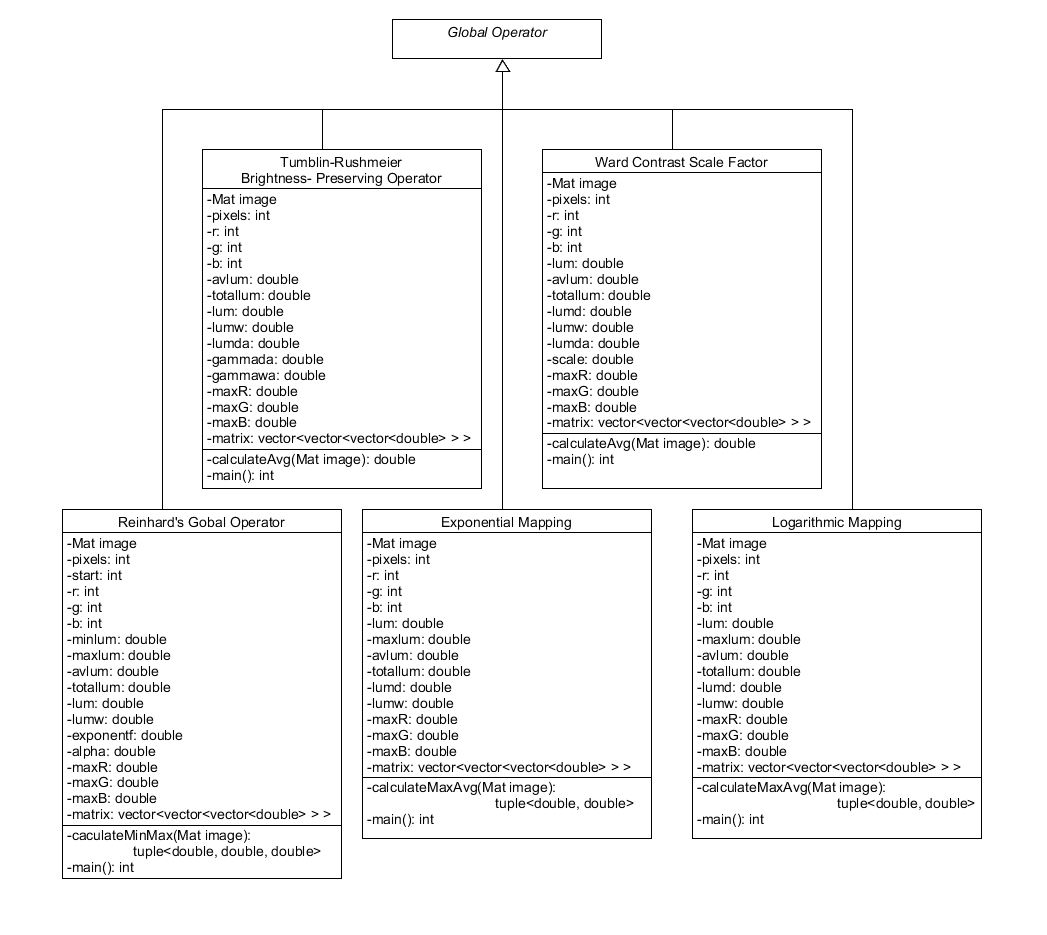 Global Operator
Tumblin-Rushmeier
Brightness- Preserving Operator
-Mat image
-pixels: int
-r: int
-g: int
-b: int
-avlum: double
-totallum: double
-lum: double
-lumw: double
-lumda: double
-gammada: double
-gammawa: double
-maxR: double
-maxG: double
-maxB: double
-matrix: vector<vector<vector<double> > >
-calculateAvg(Mat image): double
-main(): int
Ward Contrast Scale Factor
-Mat image
-pixels: int
-r: int
-g: int
-b: int
-lum: double
-avlum: double
-totallum: double
-lumd: double
-lumw: double
-lumda: double
-scale: double
-maxR: double
-maxG: double
-maxB: double
-matrix: vector<vector<vector<double> > >
-calculateAvg(Mat image): double
-main(): int
Reinhard's Gobal Operator
-Mat image
-pixels: int
-start: int
-r: int
-g: int
-b: int
-minlum: double
-maxlum: double
-avlum: double
-totallum: double
-lum: double
-lumw: double
-exponentf: double
-alpha: double
-maxR: double
-maxG: double
-maxB: double
-matrix: vector<vector<vector<double> > >
-caculateMinMax(Mat image):
tuple<double, double, double>
-main(): int
Exponential Mapping
-Mat image
-pixels: int
-r: int
-g: int
-b: int
-lum: double
-maxlum: double
-avlum: double
-totallum: double
-lumd: double
-lumw: double
-maxR: double
-maxG: double
-maxB: double
-matrix: vector<vector<vector<double> > >
-calculateMaxAvg(Mat image):
tuple<double, double>
-main(): int
Logarithmic Mapping
-Mat image
-pixels: int
-r: int
-g: int
-b: int
-lum: double
-maxlum: double
-avlum: double
-totallum: double
-lumd: double
-lumw: double
-maxR: double
-maxG: double
-maxB: double
-matrix: vector<vector<vector<double> > >
-calculateMaxAvg(Mat image):
tuple<double, double>
-main(): int